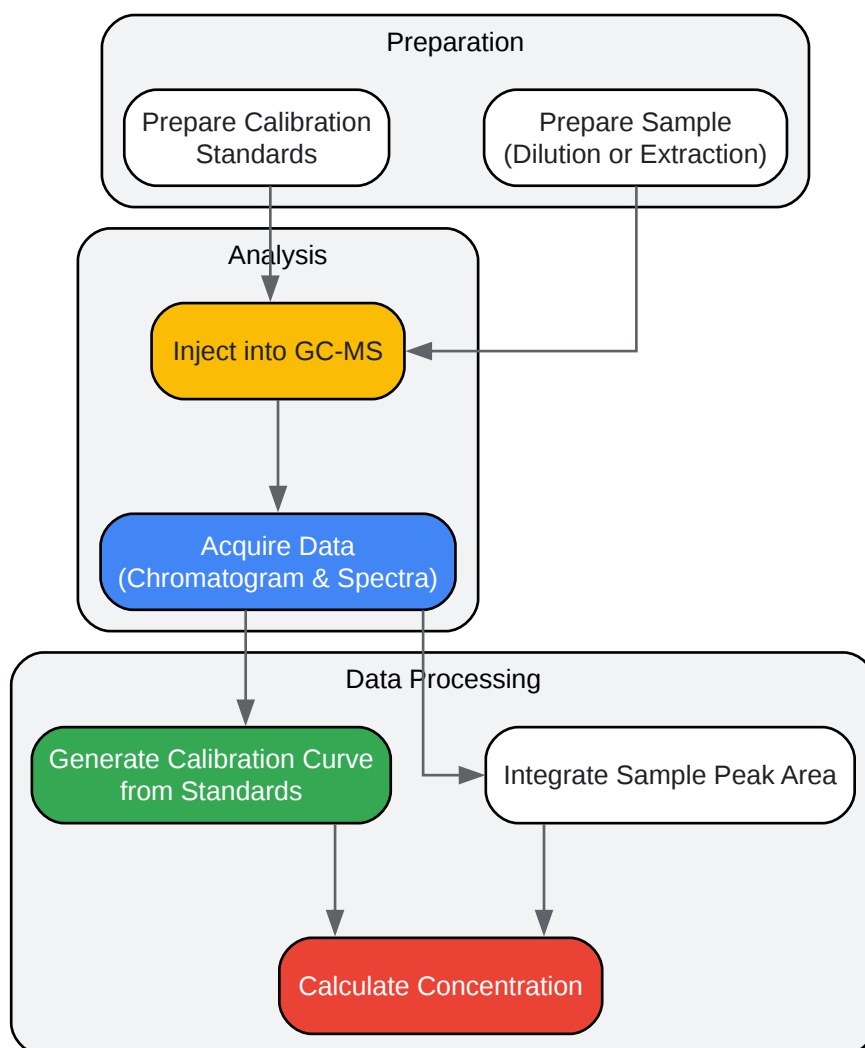 Preparation
Prepare Calibration
Standards
Prepare Sample
(Dilution or Extraction)
Analysis
Inject into GC-MS
Acquire Data
(Chromatogram & Spectra)
Data Processing
Generate Calibration Curve
from Standards
Integrate Sample Peak Area
Calculate Concentration